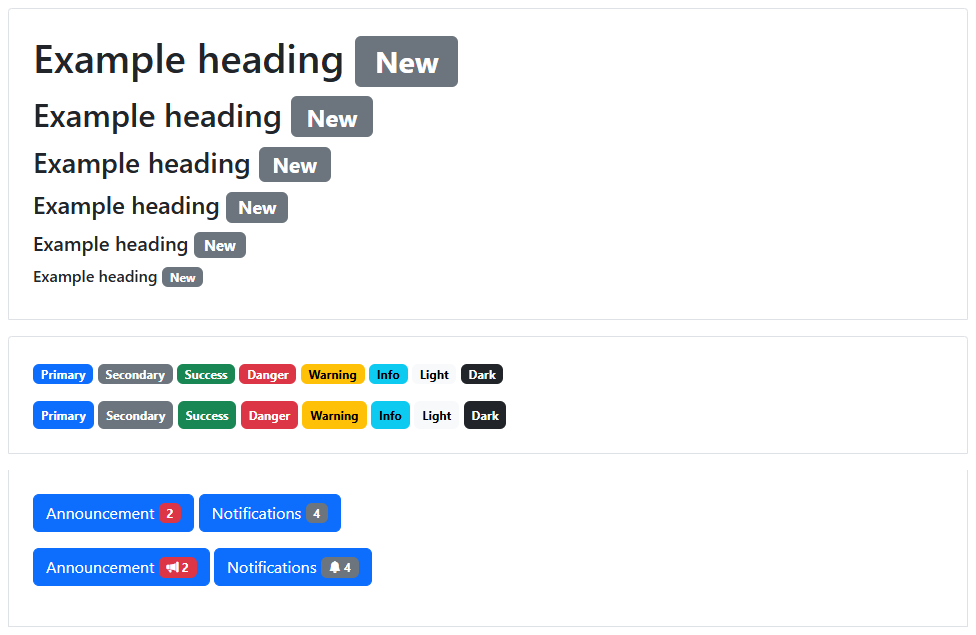 Example heading New
Example heading New
Example heading New
Example heading New
Example heading New
Example heading New
Primary Secondary Success Danger Warning Info Light Dark
Primary Secondary Success Danger Warning Info Light Dark
Announcement 2 Notifications 4
Announcement 2 Notifications 4